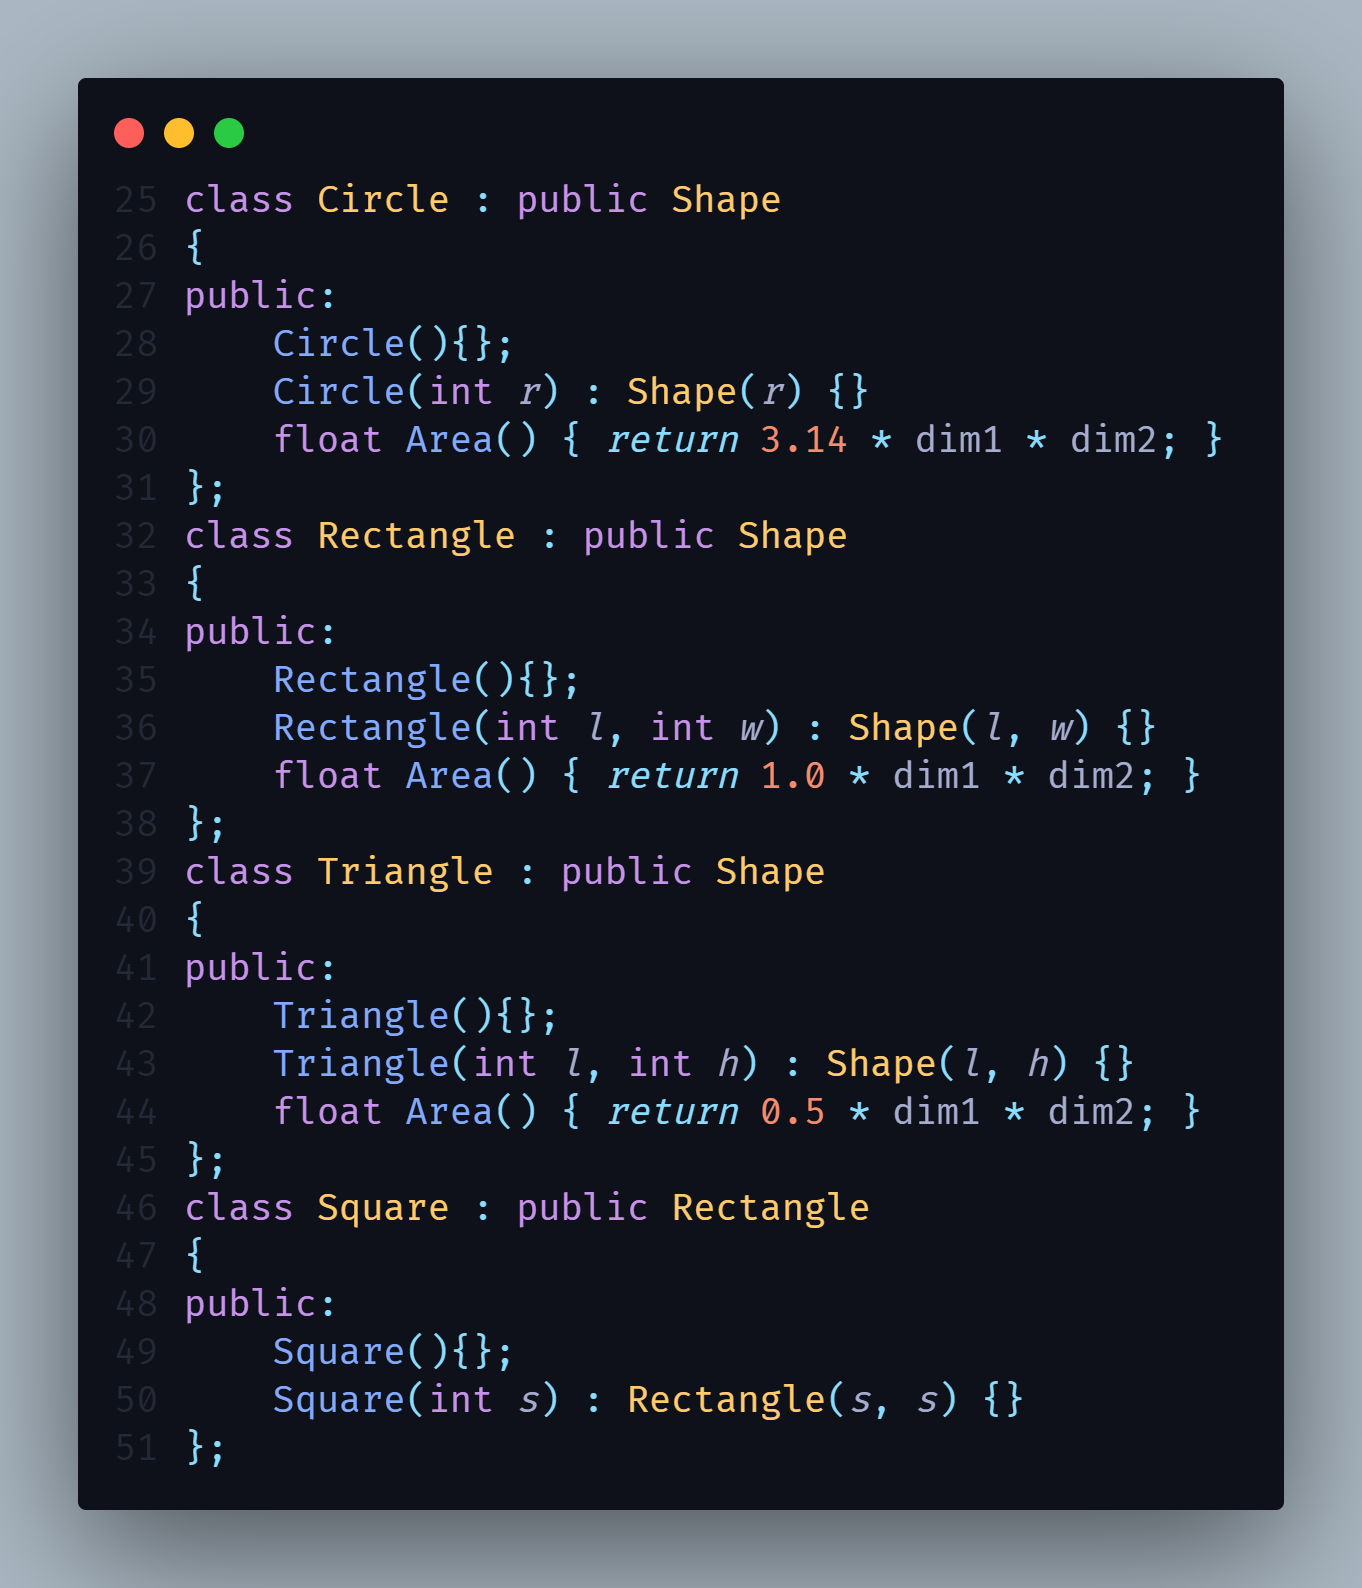 25 class Circle : public Shape
26 {
27 public:
28     Circle(){};
29     Circle(int r) : Shape(r) {}
30     float Area() { return 3.14 * dim1 * dim2; }
31 };
32 class Rectangle : public Shape
33 {
34 public:
35     Rectangle(){};
36     Rectangle(int l, int w) : Shape(l, w) {}
37     float Area() { return 1.0 * dim1 * dim2; }
38 };
39 class Triangle : public Shape
40 {
41 public:
42     Triangle(){};
43     Triangle(int l, int h) : Shape(l, h) {}
44     float Area() { return 0.5 * dim1 * dim2; }
45 };
46 class Square : public Rectangle
47 {
48 public:
49     Square(){};
50     Square(int s) : Rectangle(s, s) {}
51 };